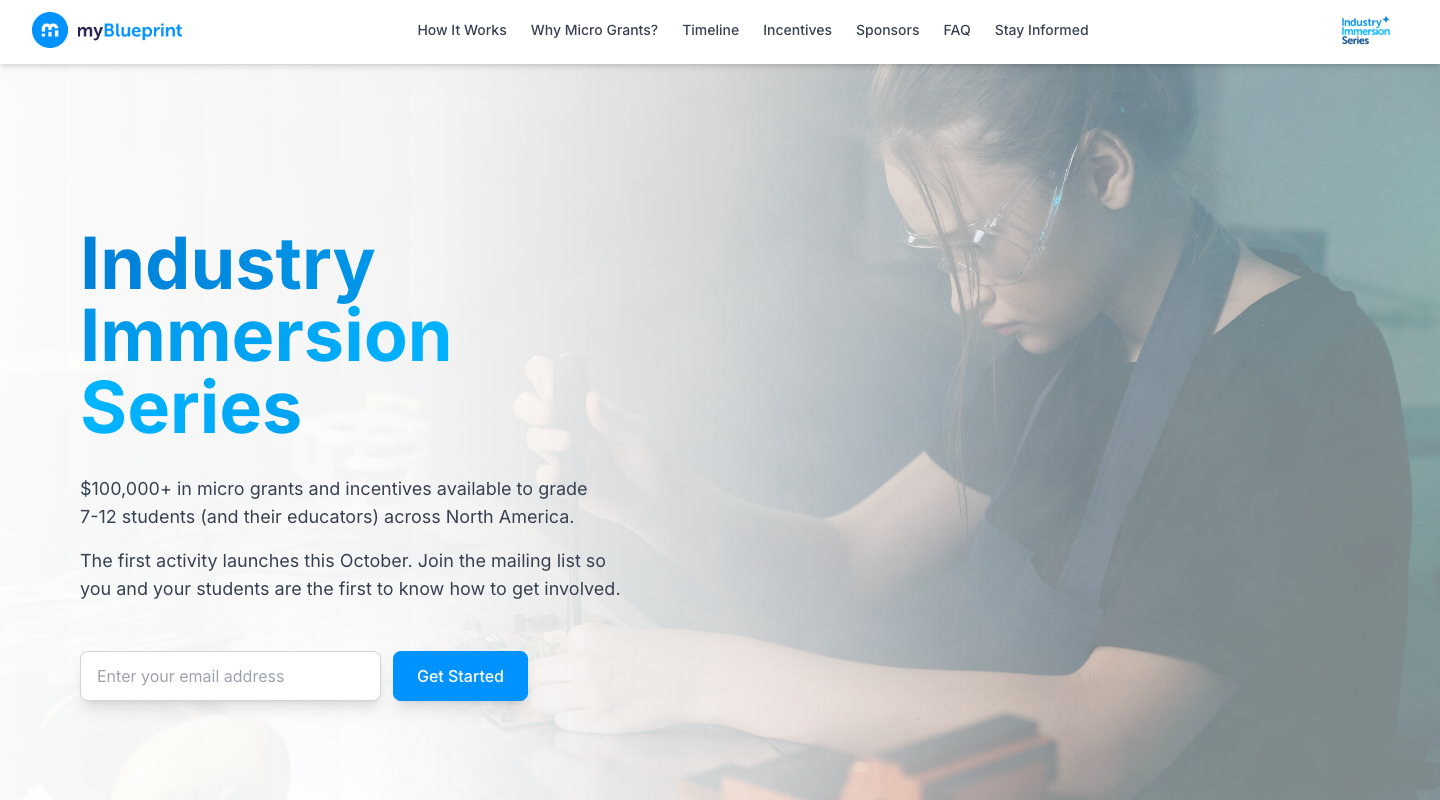 myBlueprint
How It Works
Why Micro Grants?
Timeline
Incentives
Sponsors
FAQ
Stay Informed
Industry
Immersion
Series
Industry
Immersion
Series
$100,000+ in micro grants and incentives available to grade
7-12 students (and their educators) across North America.
The first activity launches this October. Join the mailing list so
you and your students are the first to know how to get involved.
Enter your email address
Get Started